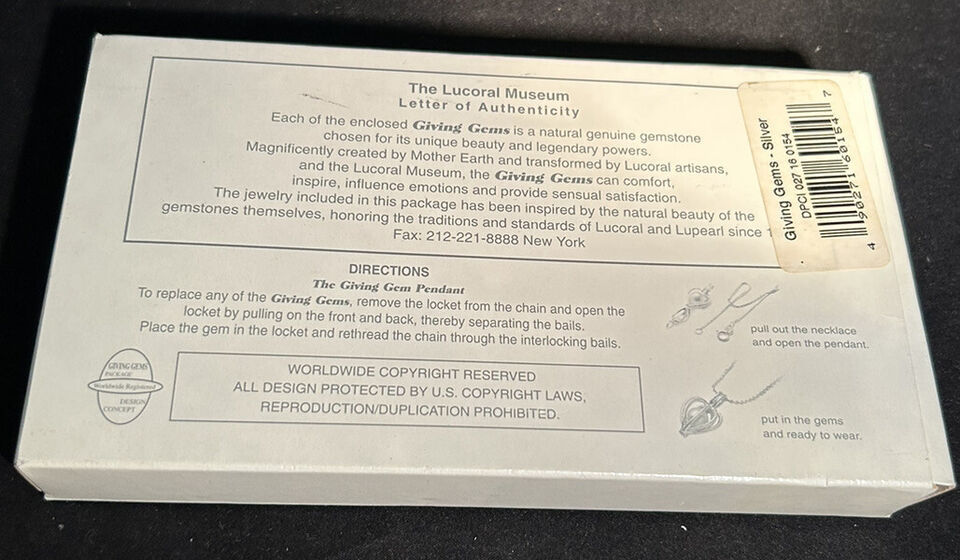 The Lucoral Museum
Letter of Authenticity
Each of the enclosed Giving Gems is a natural genuine gemstone
chosen for its unique beauty and legendary powers.
Magnificently created by Mother Earth and transformed by Lucoral artisans,
and the Lucoral Museum, the Giving Gems can comfort,
inspire, influence emotions and provide sensual satisfaction.
The jewelry included in this package has been inspired by the natural beauty of the
gemstones themselves, honoring the traditions and standards of Lucoral and Lupearl since
Fax: 212-221-8888 New York
Giving Gems - Silver
DPCI 027 16 0154
4 90271 60154 7
DIRECTIONS
The Giving Gem Pendant
To replace any of the Giving Gems, remove the locket from the chain and open the
locket by pulling on the front and back, thereby separating the bails.
Place the gem in the locket and rethread the chain through the interlocking bails.
pull out the necklace
and open the pendant.
GIVING GEMS
PACKAGE
Worldwide Registered
DESIGN
CONCEPT
WORLDWIDE COPYRIGHT RESERVED
ALL DESIGN PROTECTED BY U.S. COPYRIGHT LAWS,
REPRODUCTION/DUPLICATION PROHIBITED.
put in the gems
and ready to wear.